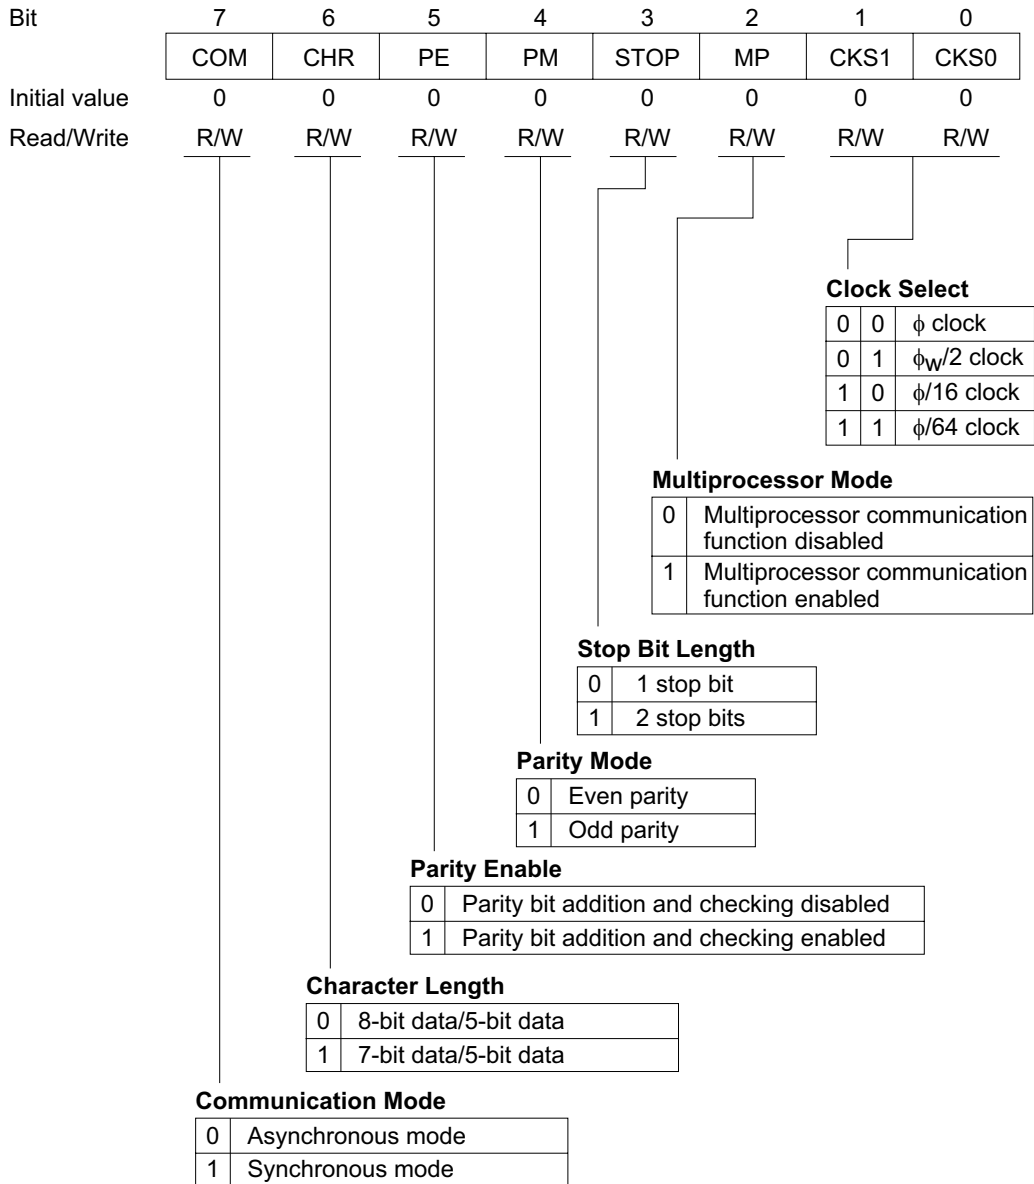 Bit 7 6 5 4 3 2 1 0
COM CHR PE PM STOP MP CKS1 CKS0
Initial value 0 0 0 0 0 0 0 0
Read/Write R/W R/W R/W R/W R/W R/W R/W R/W
Clock Select
0 0 ϕ clock
0 1 ϕW/2 clock
1 0 ϕ/16 clock
1 1 ϕ/64 clock
Multiprocessor Mode
0 Multiprocessor communication
function disabled
1 Multiprocessor communication
function enabled
Stop Bit Length
0 1 stop bit
1 2 stop bits
Parity Mode
0 Even parity
1 Odd parity
Parity Enable
0 Parity bit addition and checking disabled
1 Parity bit addition and checking enabled
Character Length
0 8-bit data/5-bit data
1 7-bit data/5-bit data
Communication Mode
0 Asynchronous mode
1 Synchronous mode